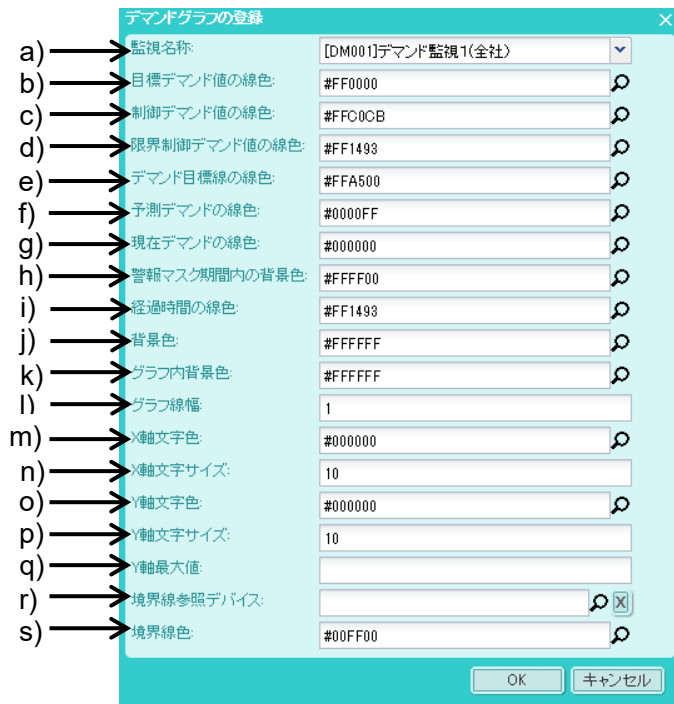 デマンドグラフの登録
a) 監視名称: [DM001]デマンド監視1(全社)
b) 目標デマンド値の線色: #FF0000
c) 制御デマンド値の線色: #FFC0CB
d) 限界制御デマンド値の線色: #FF1493
e) デマンド目標線の線色: #FFA500
f) 予測デマンドの線色: #0000FF
g) 現在デマンドの線色: #000000
h) 警報マスク期間内の背景色: #FFFF00
i) 経過時間の線色: #FF1493
j) 背景色: #FFFFFF
k) グラフ内背景色: #FFFFFF
l) グラフ線幅: 1
m) X軸文字色: #000000
n) X軸文字サイズ: 10
o) Y軸文字色: #000000
p) Y軸文字サイズ: 10
q) Y軸最大値:
r) 境界線参照デバイス: X
s) 境界線色: #00FF00
OK キャンセル